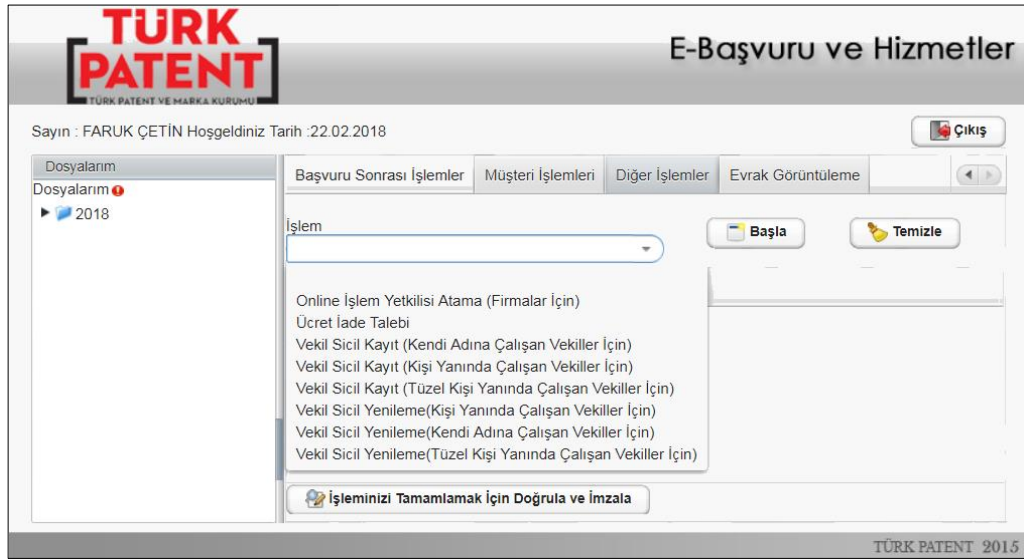 TÜRK
PATENT
TÜRK PATENT VE MARKA KURUMU
E-Başvuru ve Hizmetler
Sayın : FARUK ÇETİN Hoşgeldiniz Tarih :22.02.2018
Çıkış
Dosyalarım
Dosyalarım
2018
Başvuru Sonrası İşlemler Müşteri İşlemleri Diğer İşlemler Evrak Görüntüleme
İşlem
Başla Temizle
Online İşlem Yetkilisi Atama (Firmalar İçin)
Ücret İade Talebi
Vekil Sicil Kayıt (Kendi Adına Çalışan Vekiller İçin)
Vekil Sicil Kayıt (Kişi Yanında Çalışan Vekiller İçin)
Vekil Sicil Kayıt (Tüzel Kişi Yanında Çalışan Vekiller İçin)
Vekil Sicil Yenileme(Kişi Yanında Çalışan Vekiller İçin)
Vekil Sicil Yenileme(Kendi Adına Çalışan Vekiller İçin)
Vekil Sicil Yenileme(Tüzel Kişi Yanında Çalışan Vekiller İçin)
İşleminizi Tamamlamak İçin Doğrula ve İmzala
TÜRK PATENT 2015